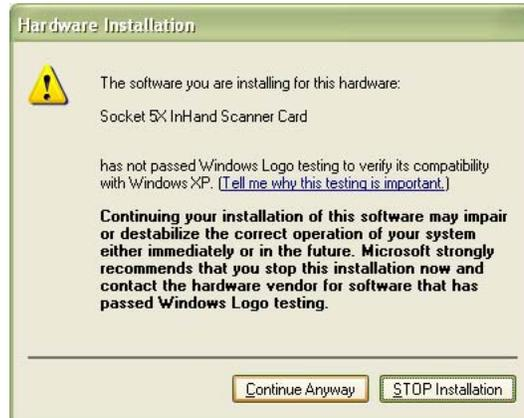 Hardware Installation
The software you are installing for this hardware:
Socket 5X InHand Scanner Card
has not passed Windows Logo testing to verify its compatibility
with Windows XP. (Tell me why this testing is important.)
Continuing your installation of this software may impair
or destabilize the correct operation of your system
either immediately or in the future. Microsoft strongly
recommends that you stop this installation now and
contact the hardware vendor for software that has
passed Windows Logo testing.
Continue Anyway
STOP Installation